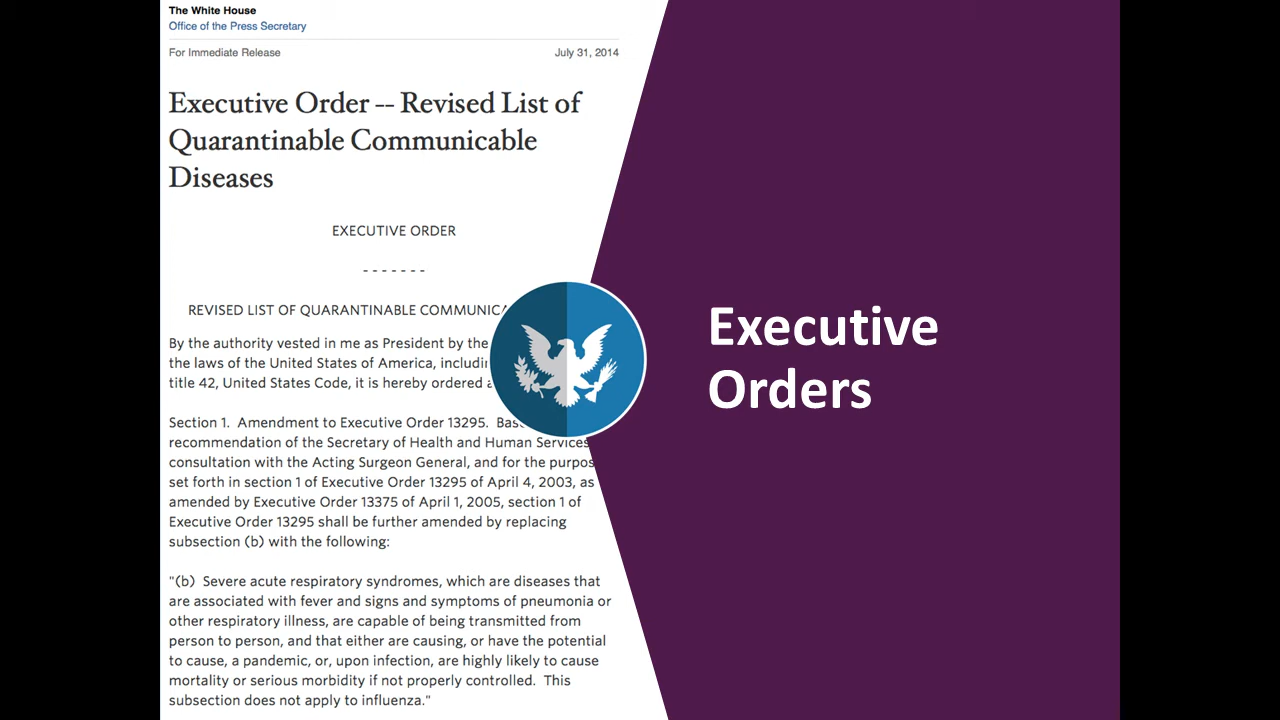 The White House
Office of the Press Secretary
For Immediate Release July 31, 2014
Executive Order -- Revised List of
Quarantinable Communicable
Diseases
EXECUTIVE ORDER
- - - - - - -
REVISED LIST OF QUARANTINABLE
By the authority vested in me as President by the
the laws of the United States of America,
title 42, United States Code, it is hereby ordered
Section 1. Amendment to Executive Order 13295.
recommendation of the Secretary of Health and Human Services
consultation with the Acting Surgeon General, and for the
set forth in section 1 of Executive Order 13295 of April 4, 2003, as
amended by Executive Order 13375 of April 1, 2005, section 1 of
Executive Order 13295 shall be further amended by replacing
subsection (b) with the following:
"(b) Severe acute respiratory syndromes, which are diseases that
are associated with fever and signs and symptoms of pneumonia or
other respiratory illness, are capable of being transmitted from
person to person, and that either are causing, or have the potential
to cause, a pandemic, or, upon infection, are highly likely to cause
mortality or serious morbidity if not properly controlled. This
subsection does not apply to influenza."
Executive
Orders